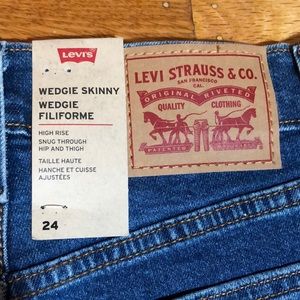 Levi's
WEDGIE SKINNY
WEDGIE
FILIFORME
HIGH RISE
SNUG THROUGH
HIP AND THIGH
TAILLE HAUTE
HANCHE ET CUISSE
AJUSTÉES
24
LEVI STRAUSS & CO.
SAN FRANCISCO
CAL.
ORIGINAL RIVETED
QUALITY CLOTHING
PATENTED